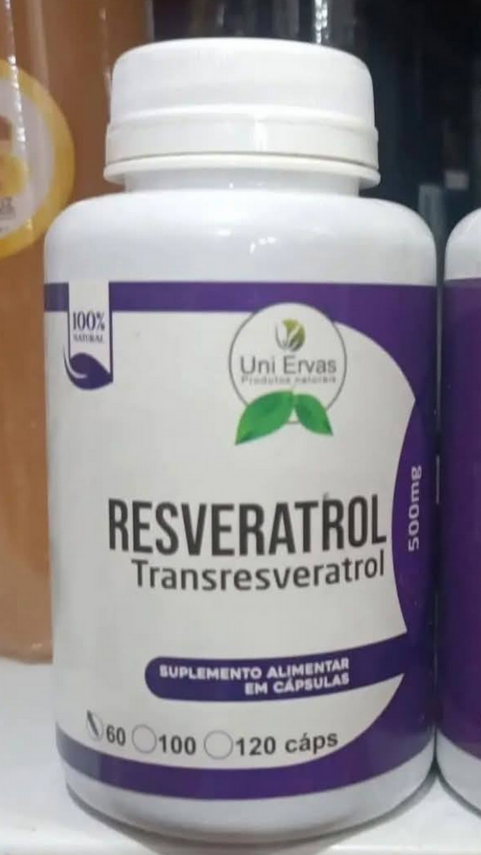 100%
NATURAL
Uni Ervas
Produtos naturais
RESVERATROL
Transresveratrol
500mg
SUPLEMENTO ALIMENTAR
EM CÁPSULAS
60 100 120 cáps